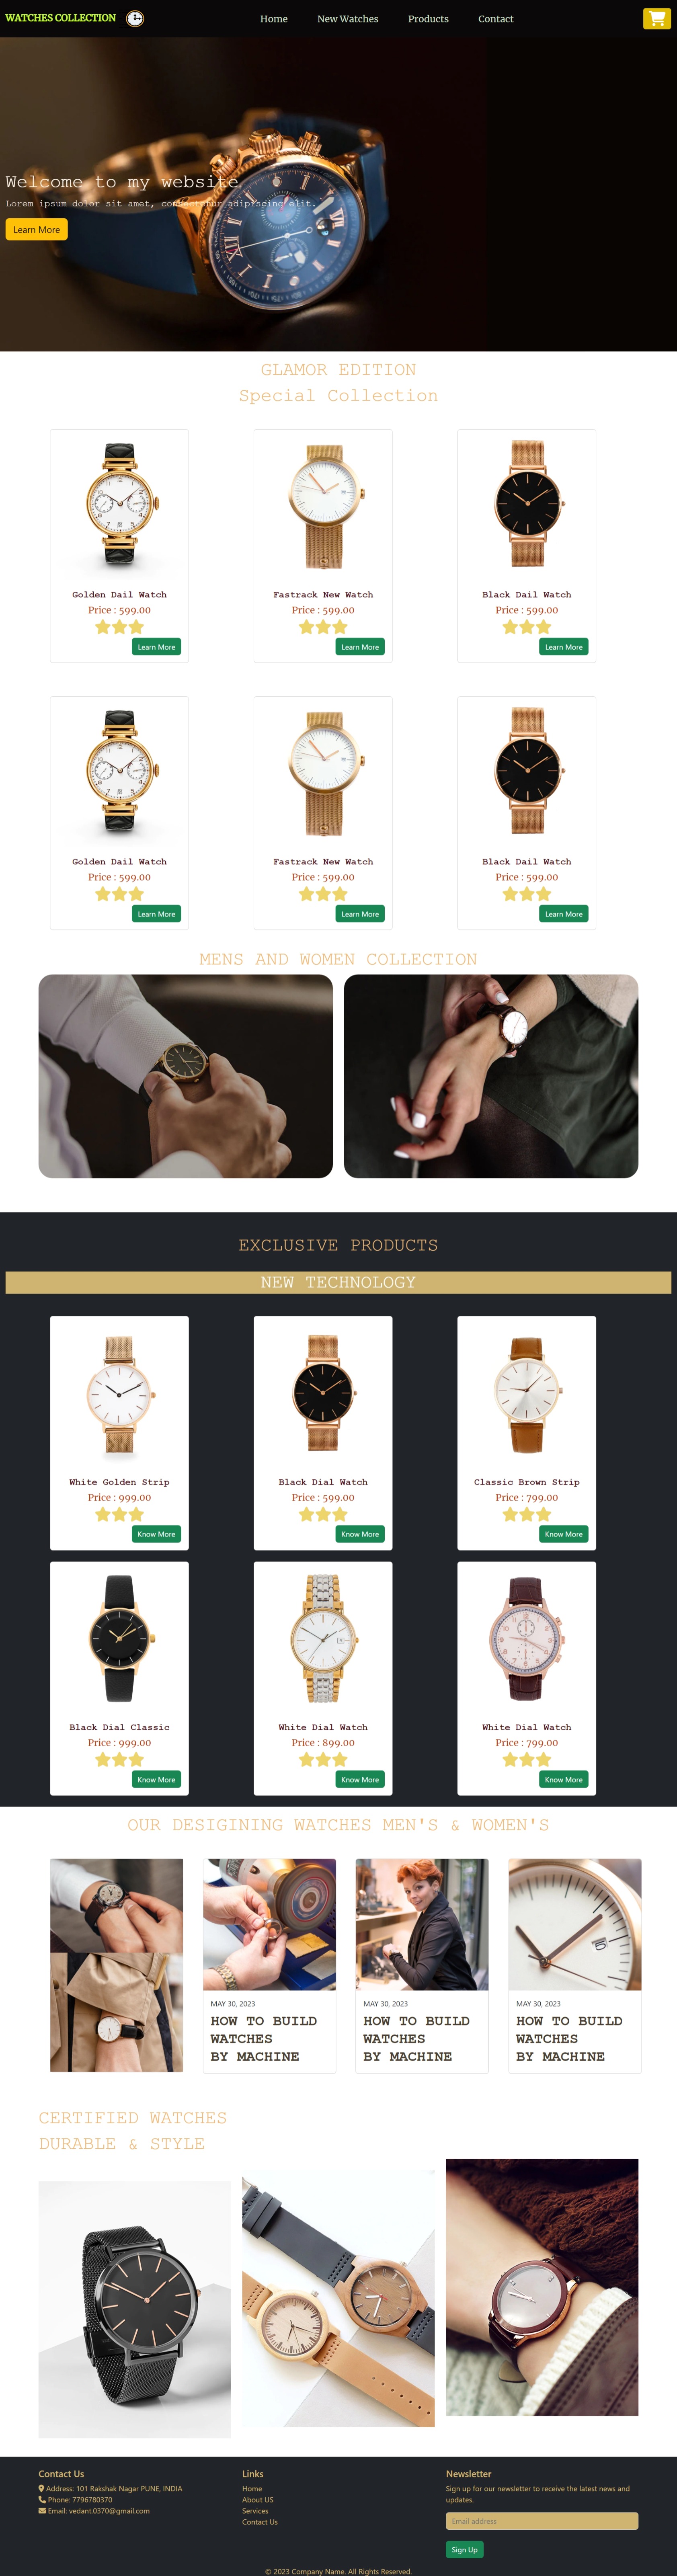 WATCHES COLLECTION
Home New Watches Products Contact
Welcome to my website
Lorem ipsum dolor sit amet, consectetur adipiscing elit.
Learn More
GLAMOR EDITION
Special Collection
Golden Dail Watch
Price : 599.00
Learn More
Fastrack New Watch
Price : 599.00
Learn More
Black Dail Watch
Price : 599.00
Learn More
Golden Dail Watch
Price : 599.00
Learn More
Fastrack New Watch
Price : 599.00
Learn More
Black Dail Watch
Price : 599.00
Learn More
MENS AND WOMEN COLLECTION
EXCLUSIVE PRODUCTS
NEW TECHNOLOGY
White Golden Strip
Price : 999.00
Know More
Black Dial Watch
Price : 599.00
Know More
Classic Brown Strip
Price : 799.00
Know More
Black Dial Classic
Price : 999.00
Know More
White Dial Watch
Price : 899.00
Know More
White Dial Watch
Price : 799.00
Know More
OUR DESIGINING WATCHES MEN'S & WOMEN'S
MAY 30, 2023
HOW TO BUILD
WATCHES
BY MACHINE
MAY 30, 2023
HOW TO BUILD
WATCHES
BY MACHINE
MAY 30, 2023
HOW TO BUILD
WATCHES
BY MACHINE
CERTIFIED WATCHES
DURABLE & STYLE
Contact Us
Address: 101 Rakshak Nagar PUNE, INDIA
Phone: 7796780370
Email: vedant.0370@gmail.com
Links
Home
About US
Services
Contact Us
Newsletter
Sign up for our newsletter to receive the latest news and
updates.
Email address
Sign Up
© 2023 Company Name. All Rights Reserved.